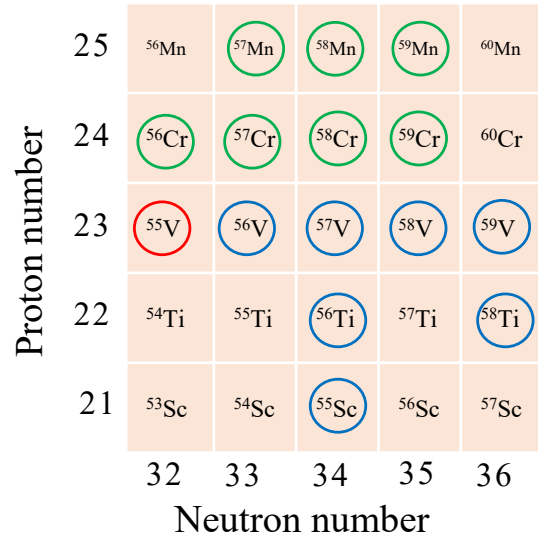 25 ⁵⁶Mn ⁵⁷Mn ⁵⁸Mn ⁵⁹Mn ⁶⁰Mn
24 ⁵⁶Cr ⁵⁷Cr ⁵⁸Cr ⁵⁹Cr ⁶⁰Cr
23 ⁵⁵V ⁵⁶V ⁵⁷V ⁵⁸V ⁵⁹V
22 ⁵⁴Ti ⁵⁵Ti ⁵⁶Ti ⁵⁷Ti ⁵⁸Ti
21 ⁵³Sc ⁵⁴Sc ⁵⁵Sc ⁵⁶Sc ⁵⁷Sc
32 33 34 35 36
Neutron number
Proton number